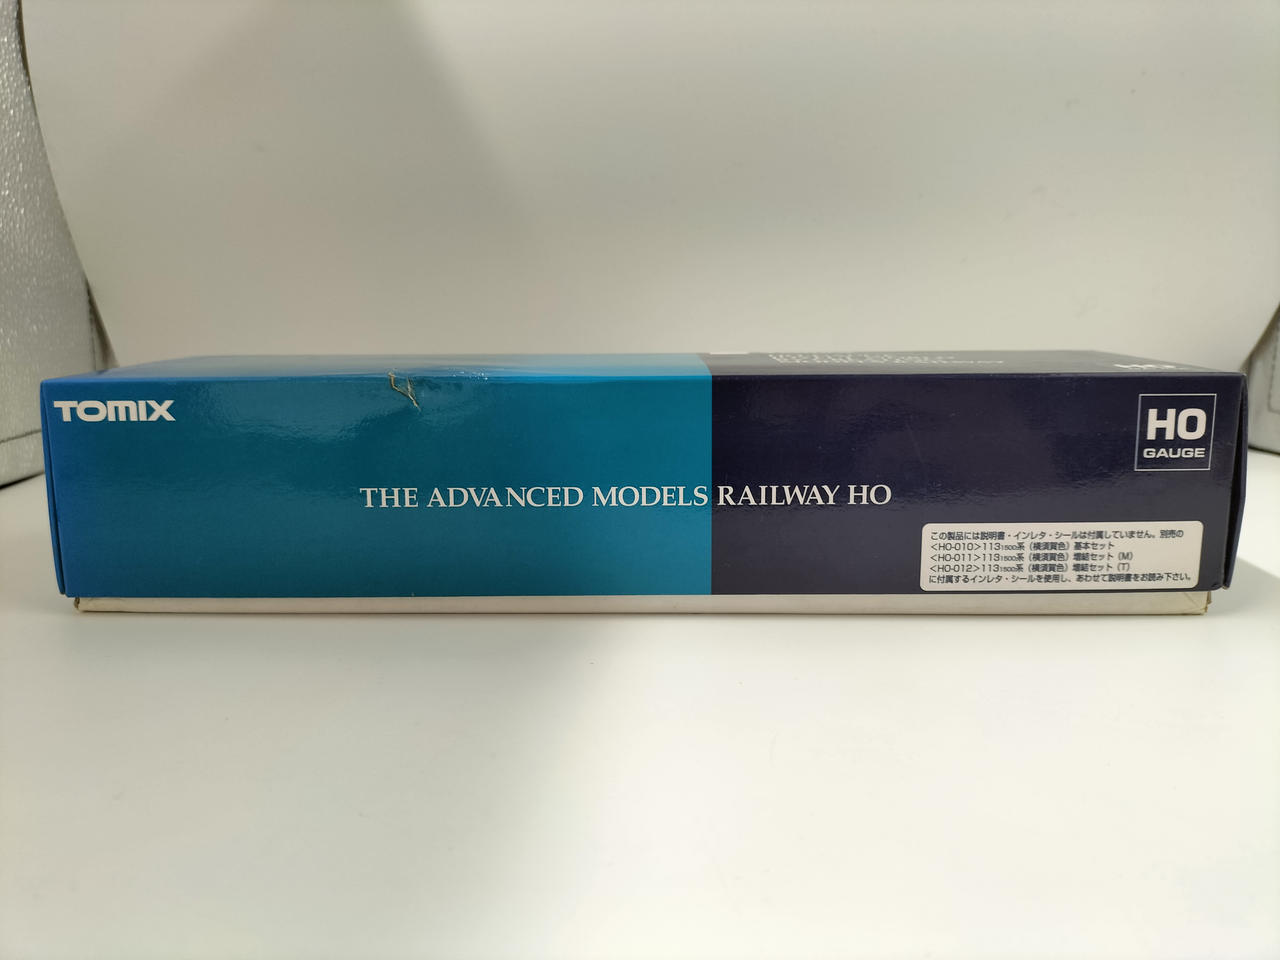 TOMIX
HO
GAUGE
THE ADVANCED MODELS RAILWAY HO
この製品には説明書・インレタ・シールは付属していません。別売の
<HO-010>1131500系（横須賀色）基本セット
<HO-011>1131500系（横須賀色）増結セット（M）
<HO-012>1131500系（横須賀色）増結セット（T）
に付属するインレタ・シールを使用し、あわせて説明書をお読み下さい。